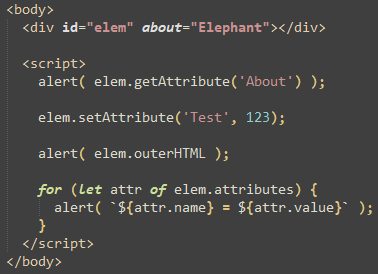 <body>
<div id="elem" about="Elephant"></div>
<script>
alert( elem.getAttribute('About') );
elem.setAttribute('Test', 123);
alert( elem.outerHTML );
for (let attr of elem.attributes) {
alert( `${attr.name} = ${attr.value}` );
}
</script>
</body>